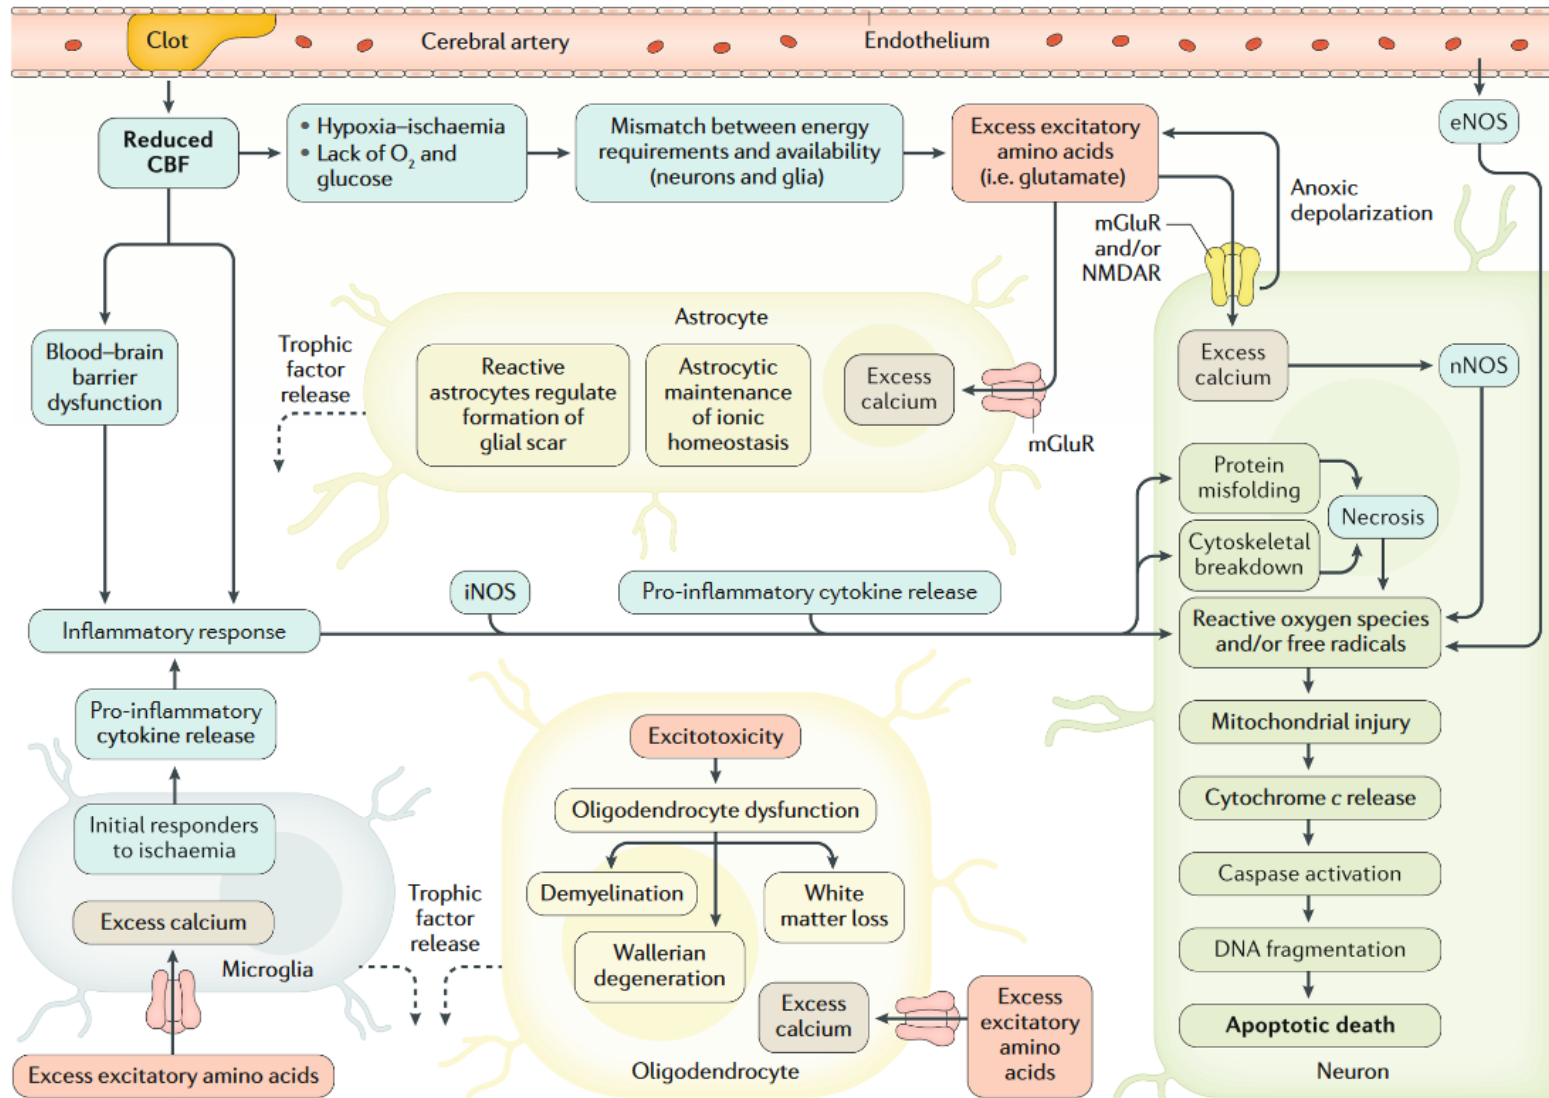 Clot
Cerebral artery
Endothelium
Reduced
CBF
• Hypoxia–ischaemia
• Lack of O2 and
glucose
Mismatch between energy
requirements and availability
(neurons and glia)
Excess excitatory
amino acids
(i.e. glutamate)
eNOS
Anoxic
depolarization
mGluR
and/or
NMDAR
Blood–brain
barrier
dysfunction
Trophic
factor
release
Astrocyte
Reactive
astrocytes regulate
formation of
glial scar
Astrocytic
maintenance
of ionic
homeostasis
Excess
calcium
mGluR
Excess
calcium
nNOS
Protein
misfolding
Necrosis
Cytoskeletal
breakdown
iNOS
Pro-inflammatory cytokine release
Inflammatory response
Reactive oxygen species
and/or free radicals
Pro-inflammatory
cytokine release
Initial responders
to ischaemia
Excess calcium
Microglia
Excess excitatory amino acids
Trophic
factor
release
Excitotoxicity
Oligodendrocyte dysfunction
Demyelination
White
matter loss
Wallerian
degeneration
Excess
calcium
Excess
excitatory
amino
acids
Oligodendrocyte
Mitochondrial injury
Cytochrome c release
Caspase activation
DNA fragmentation
Apoptotic death
Neuron